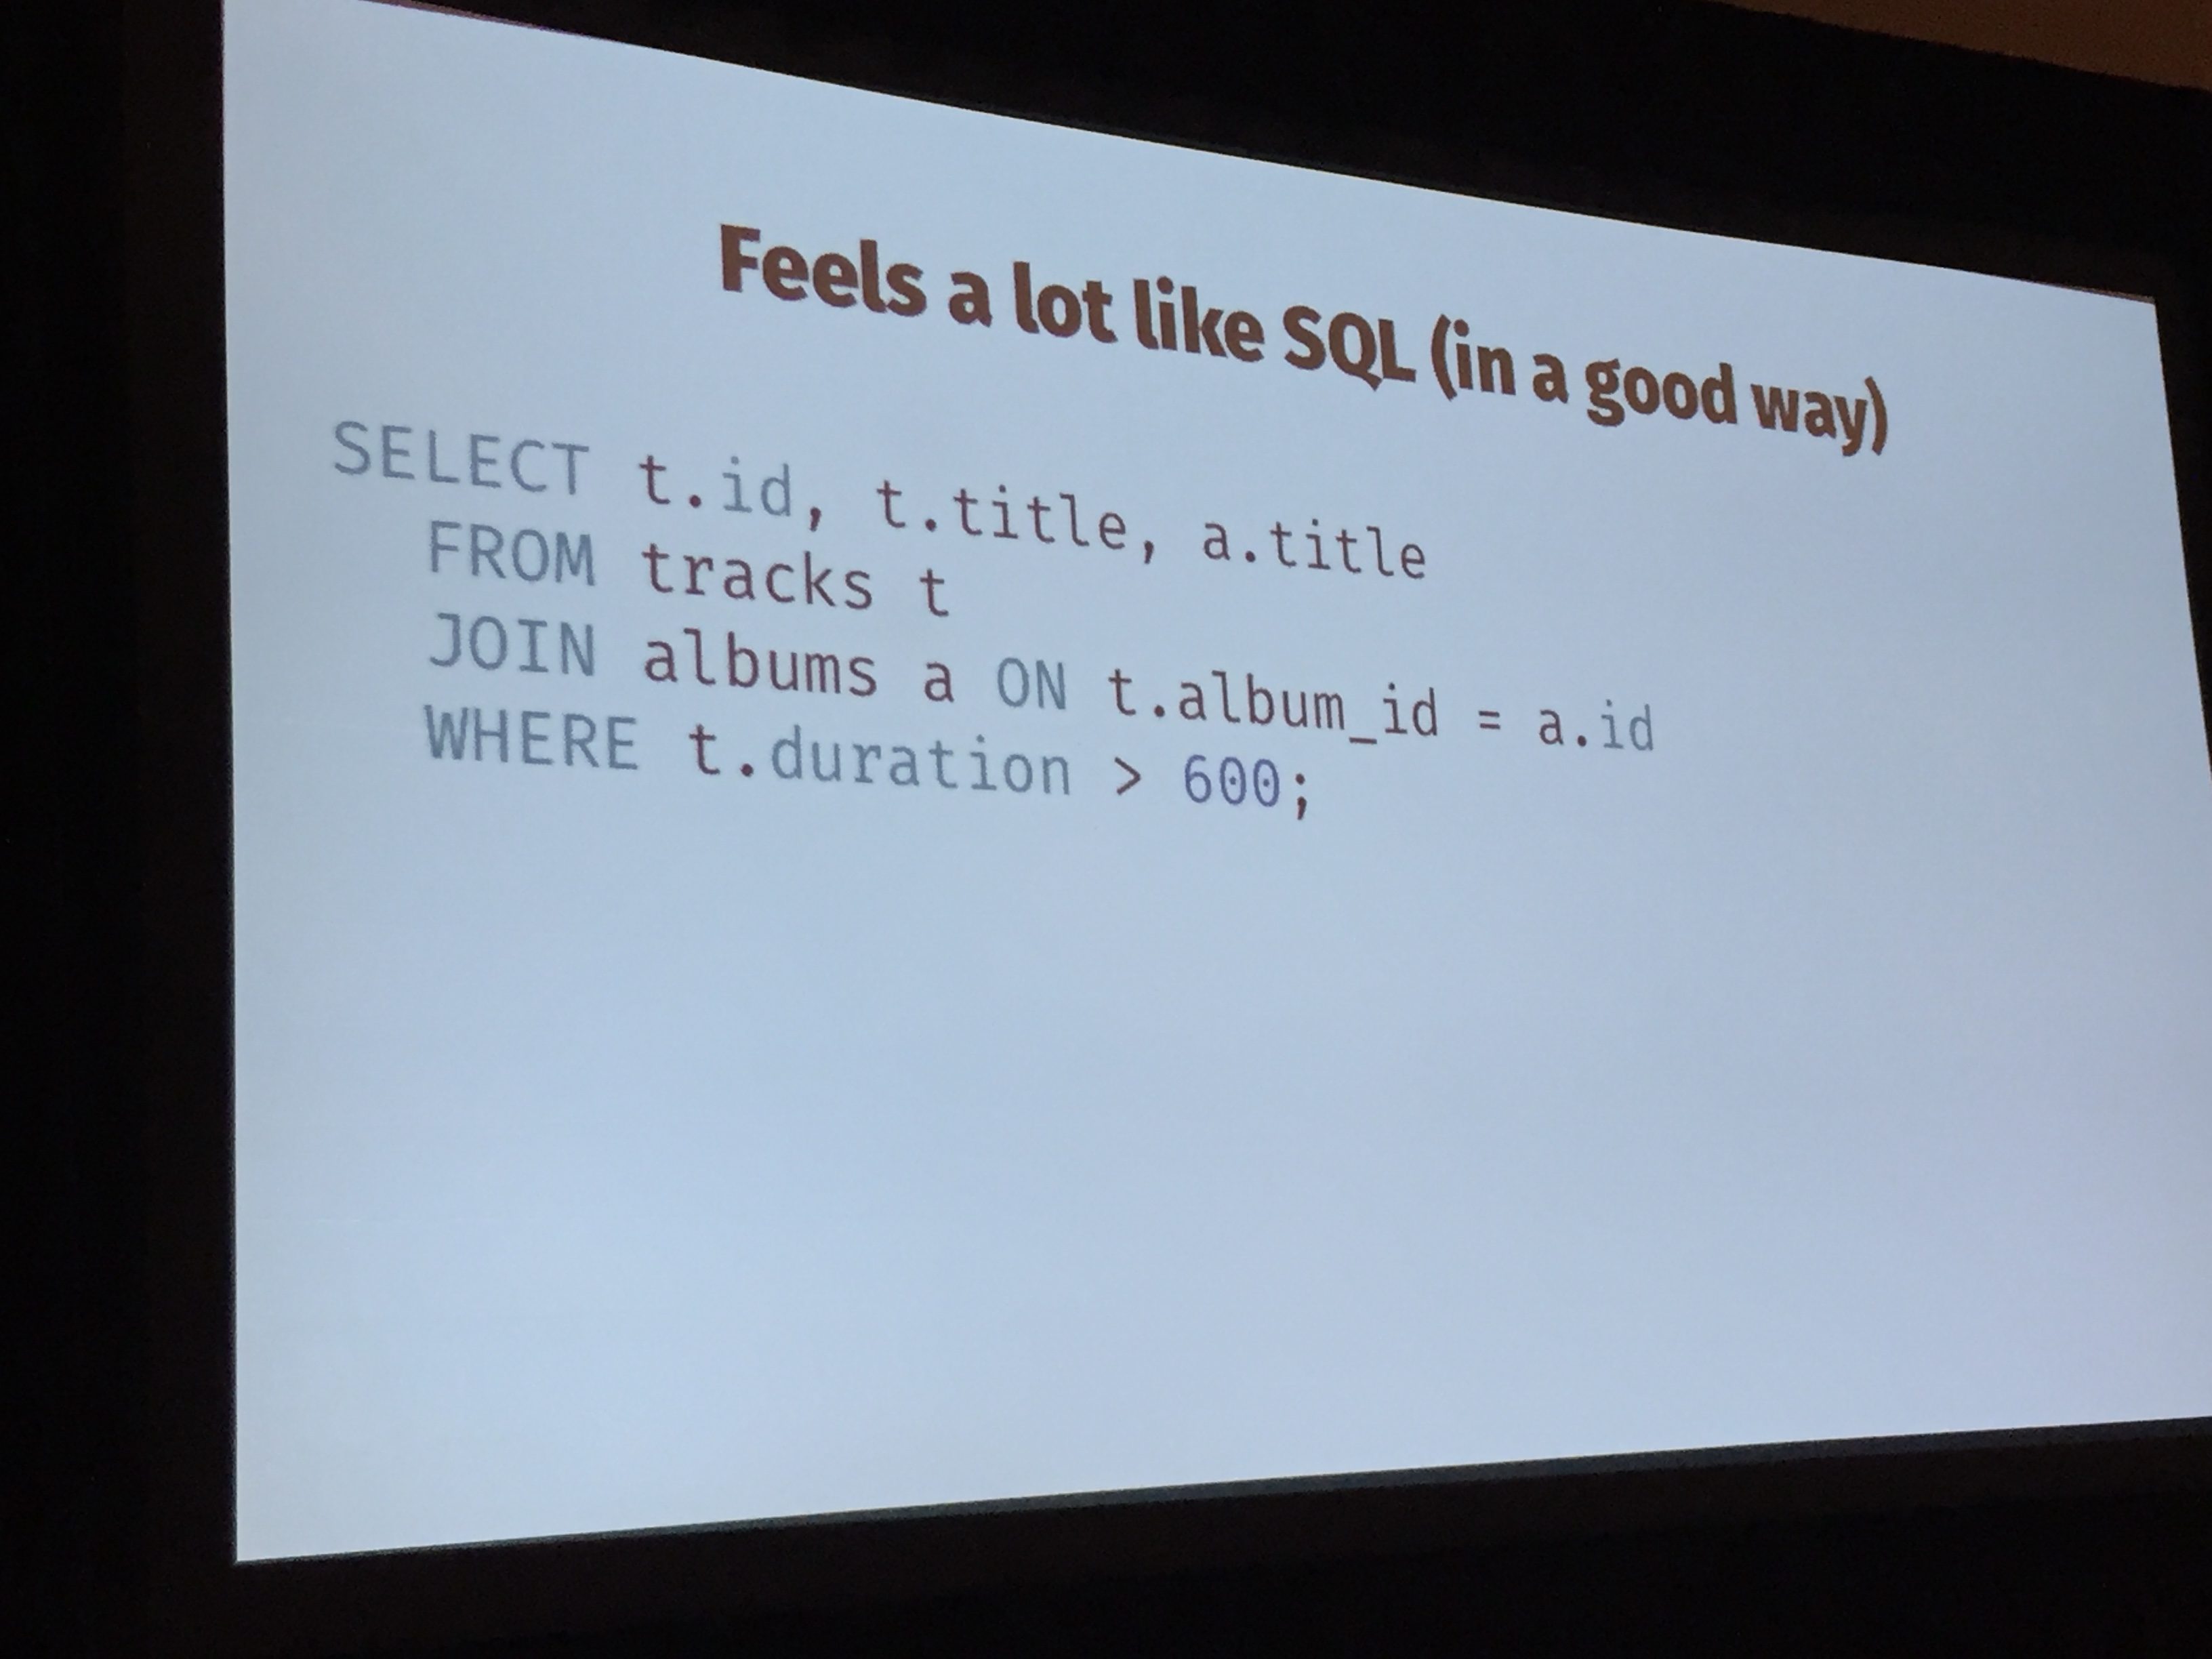 Feels a lot like SQL (in a good way)
SELECT t.id, t.title, a.title
FROM tracks t
JOIN albums a ON t.album_id = a.id
WHERE t.duration > 600;